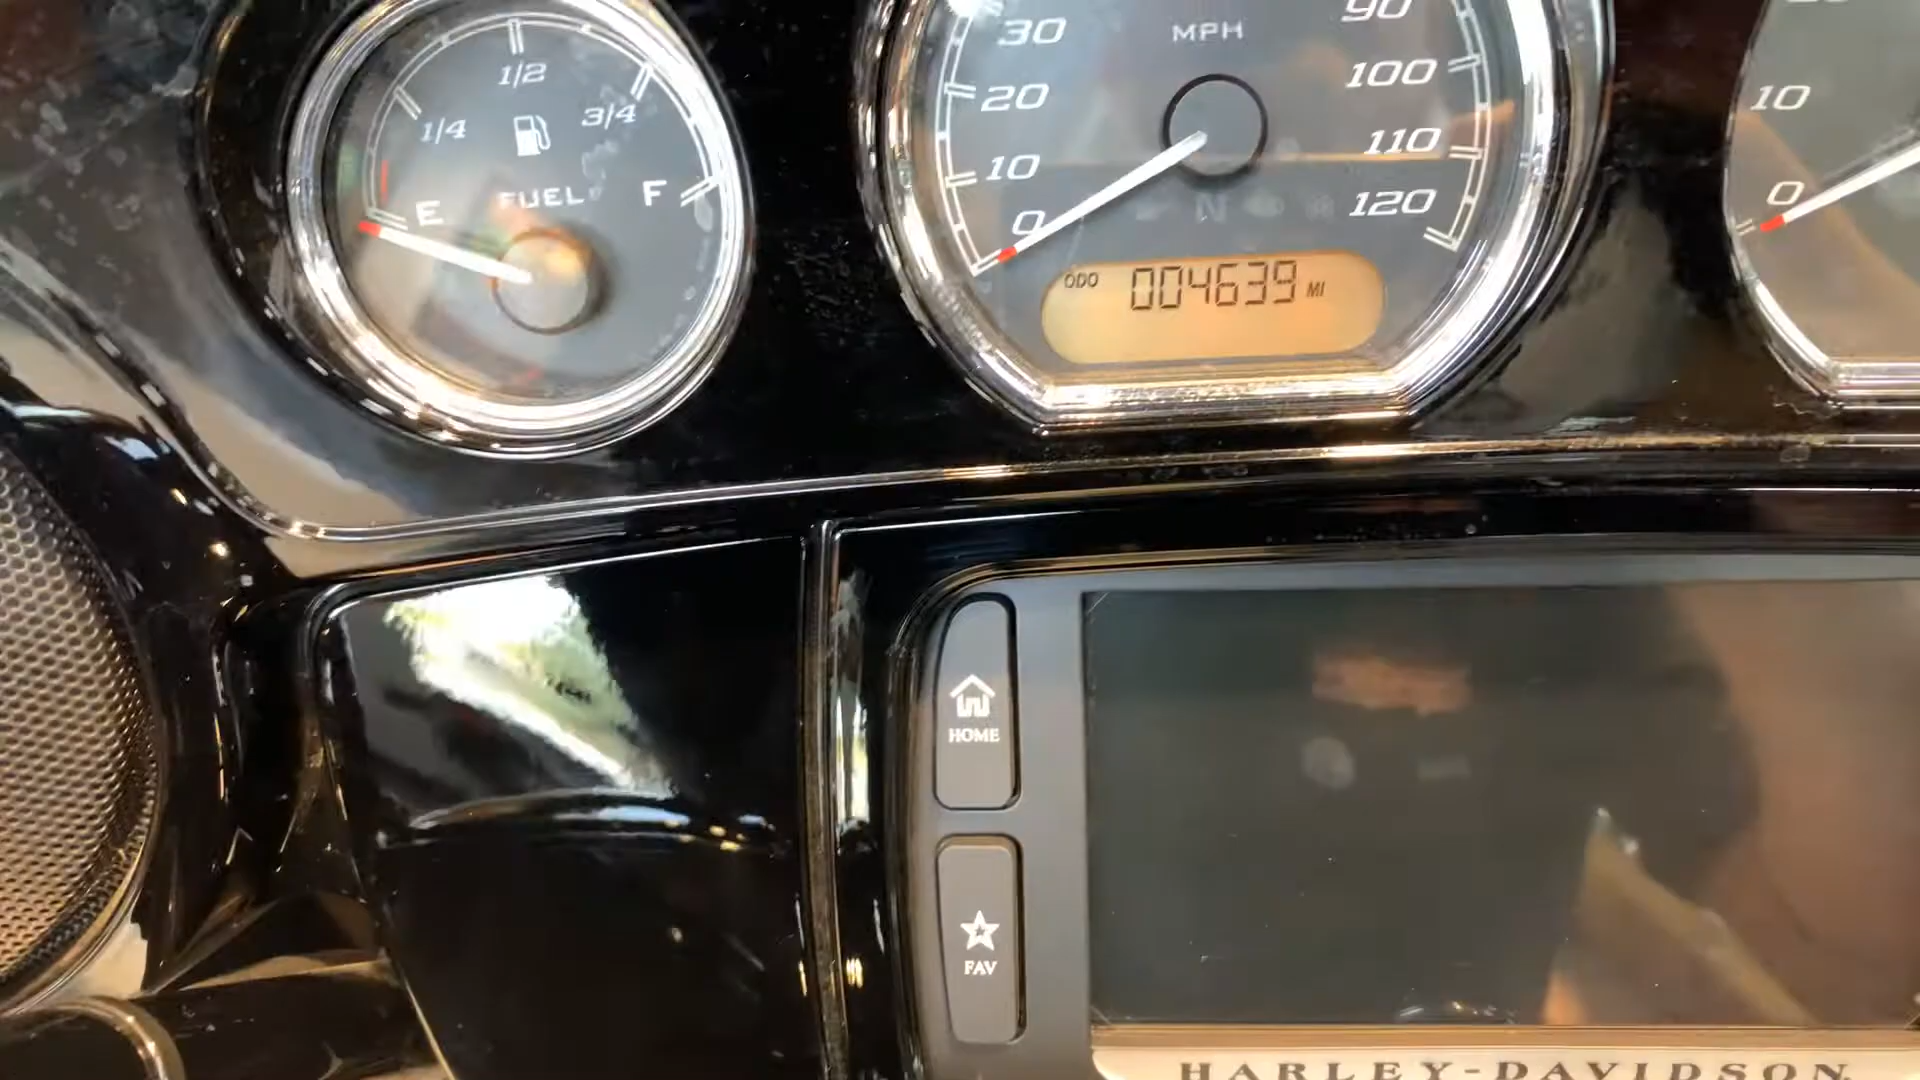 1/2
1/4
3/4
E
FUEL
F
30
20
10
0
MPH
90
100
110
120
N
ODO 004639 MI
10
0
HOME
FAV
HARLEY-DAVIDSON